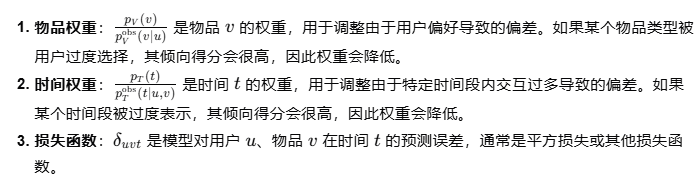 1. 物品权重：$\frac{p_V(v)}{p_V^{\text{obs}}(v|u)}$ 是物品 $v$ 的权重，用于调整由于用户偏好导致的偏差。如果某个物品类型被
用户过度选择，其倾向得分会很高，因此权重会降低。
2. 时间权重：$\frac{p_T(t)}{p_T^{\text{obs}}(t|u,v)}$ 是时间 $t$ 的权重，用于调整由于特定时间段内交互过多导致的偏差。如果
某个时间段被过度表示，其倾向得分会很高，因此权重会降低。
3. 损失函数：$\delta_{uvt}$ 是模型对用户 $u$、物品 $v$ 在时间 $t$ 的预测误差，通常是平方损失或其他损失函
数。